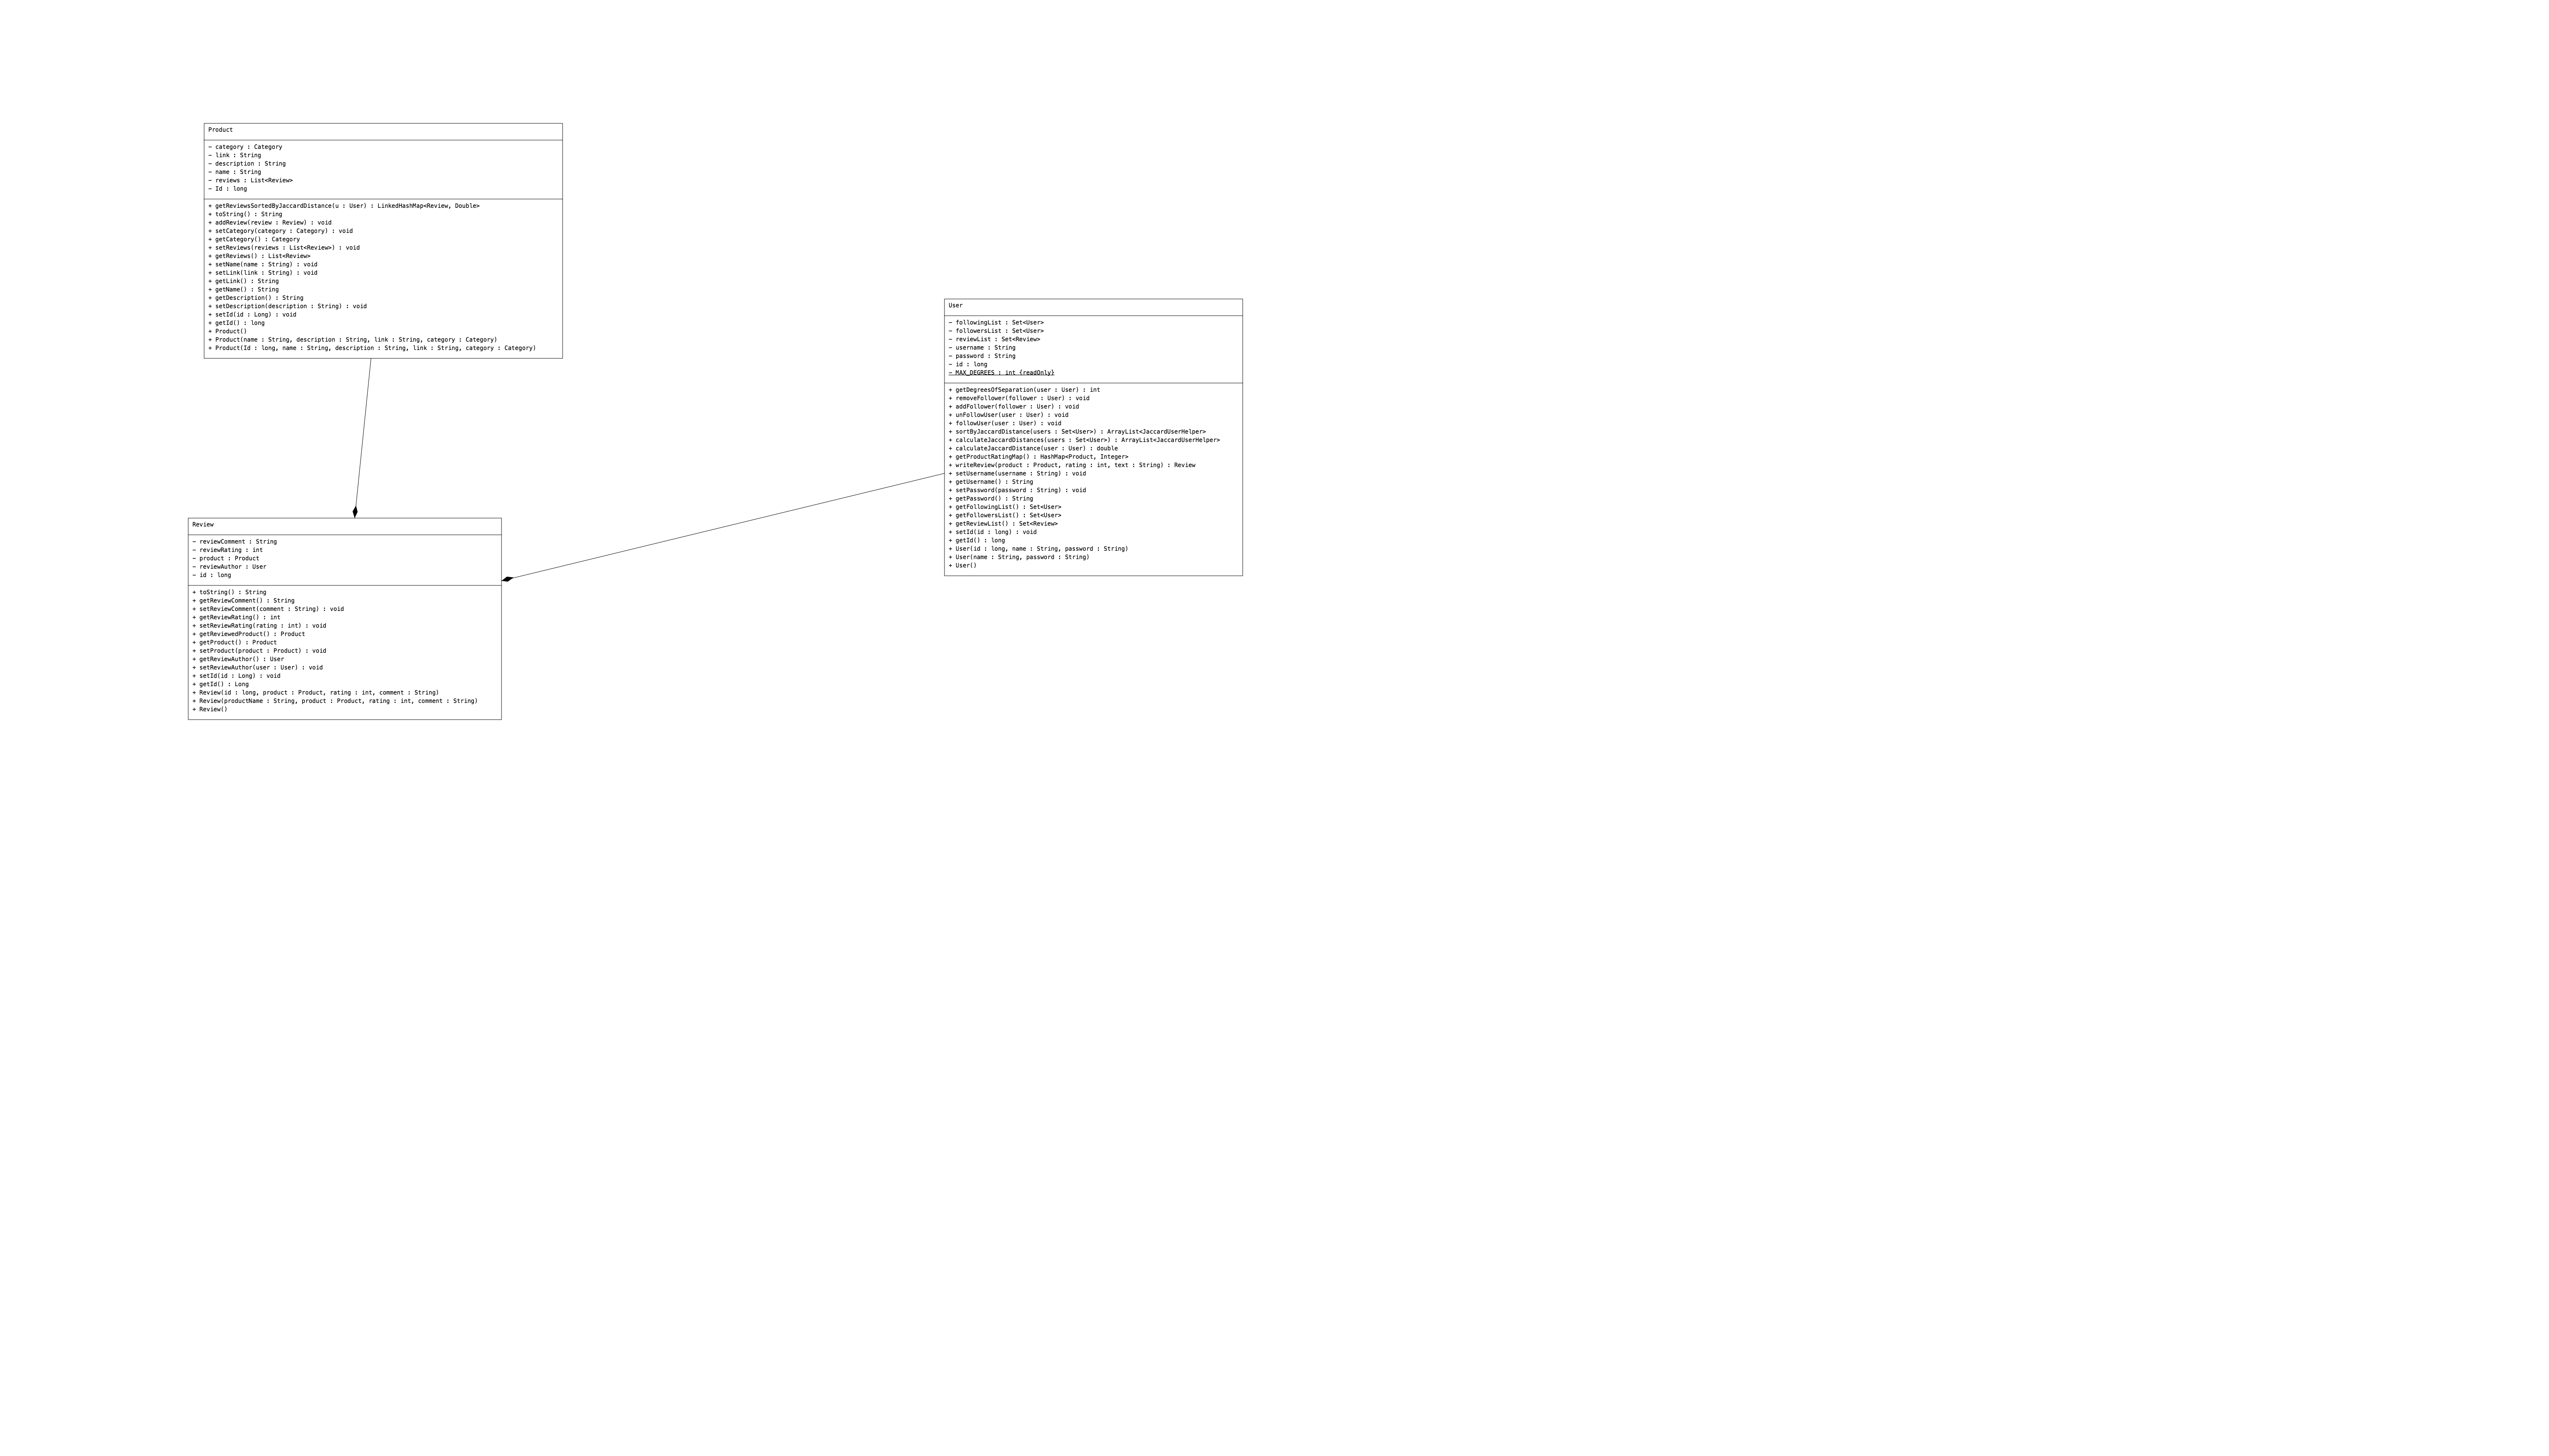 Product
− category : Category
− link : String
− description : String
− name : String
− reviews : List<Review>
− Id : long
+ getReviewsSortedByJaccardDistance(u : User) : LinkedHashMap<Review, Double>
+ toString() : String
+ addReview(review : Review) : void
+ setCategory(category : Category) : void
+ getCategory() : Category
+ setReviews(reviews : List<Review>) : void
+ getReviews() : List<Review>
+ setName(name : String) : void
+ setLink(link : String) : void
+ getLink() : String
+ getName() : String
+ getDescription() : String
+ setDescription(description : String) : void
+ setId(id : Long) : void
+ getId() : long
+ Product()
+ Product(name : String, description : String, link : String, category : Category)
+ Product(Id : long, name : String, description : String, link : String, category : Category)
User
− followingList : Set<User>
− followersList : Set<User>
− reviewList : Set<Review>
− username : String
− password : String
− id : long
− MAX_DEGREES : int {readOnly}
+ getDegreesOfSeparation(user : User) : int
+ removeFollower(follower : User) : void
+ addFollower(follower : User) : void
+ unFollowUser(user : User) : void
+ followUser(user : User) : void
+ sortByJaccardDistance(users : Set<User>) : ArrayList<JaccardUserHelper>
+ calculateJaccardDistances(users : Set<User>) : ArrayList<JaccardUserHelper>
+ calculateJaccardDistance(user : User) : double
+ getProductRatingMap() : HashMap<Product, Integer>
+ writeReview(product : Product, rating : int, text : String) : Review
+ setUsername(username : String) : void
+ getUsername() : String
+ setPassword(password : String) : void
+ getPassword() : String
+ getFollowingList() : Set<User>
+ getFollowersList() : Set<User>
+ getReviewList() : Set<Review>
+ setId(id : long) : void
+ getId() : long
+ User(id : long, name : String, password : String)
+ User(name : String, password : String)
+ User()
Review
− reviewComment : String
− reviewRating : int
− product : Product
− reviewAuthor : User
− id : long
+ toString() : String
+ getReviewComment() : String
+ setReviewComment(comment : String) : void
+ getReviewRating() : int
+ setReviewRating(rating : int) : void
+ getReviewedProduct() : Product
+ getProduct() : Product
+ setProduct(product : Product) : void
+ getReviewAuthor() : User
+ setReviewAuthor(user : User) : void
+ setId(id : Long) : void
+ getId() : Long
+ Review(id : long, product : Product, rating : int, comment : String)
+ Review(productName : String, product : Product, rating : int, comment : String)
+ Review()